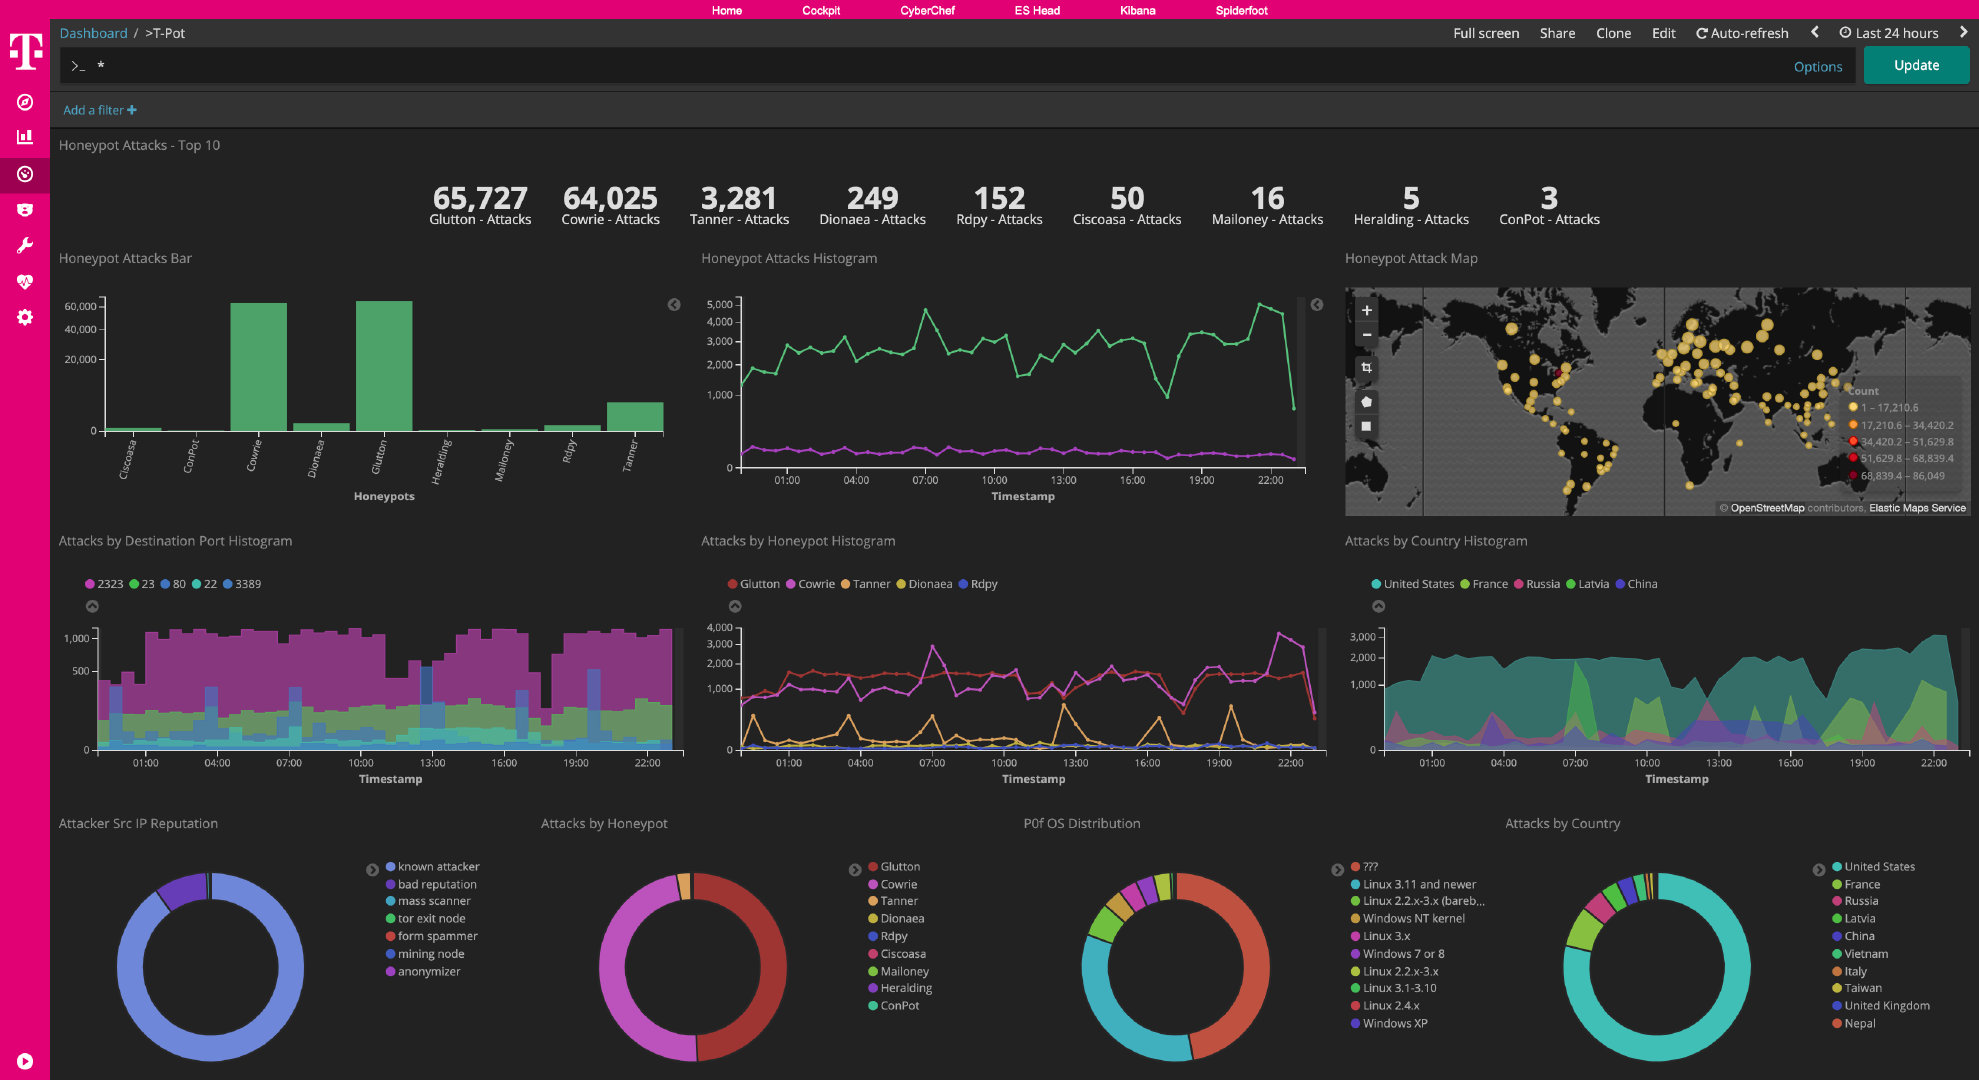 Home Cockpit CyberChef ES Head Kibana Spiderfoot
Dashboard / >T-Pot Full screen Share Clone Edit Auto-refresh Last 24 hours
>_ * Options Update
Add a filter +
Honeypot Attacks - Top 10
65,727 64,025 3,281 249 152 50 16 5 3
Glutton - Attacks Cowrie - Attacks Tanner - Attacks Dionaea - Attacks Rdpy - Attacks Ciscoasa - Attacks Mailoney - Attacks Heralding - Attacks ConPot - Attacks
Honeypot Attacks Bar
60,000
40,000
20,000
0
Ciscoasa ConPot Cowrie Dionaea Glutton Heralding Mailoney Rdpy Tanner
Honeypots
Honeypot Attacks Histogram
5,000
4,000
3,000
2,000
1,000
0
01:00 04:00 07:00 10:00 13:00 16:00 19:00 22:00
Timestamp
Honeypot Attack Map
+
−
Count
1 – 17,210.6
17,210.6 – 34,420.2
34,420.2 – 51,629.8
51,629.8 – 68,839.4
68,839.4 – 86,049
© OpenStreetMap contributors, Elastic Maps Service
Attacks by Destination Port Histogram
2323 23 80 22 3389
1,000
500
0
01:00 04:00 07:00 10:00 13:00 16:00 19:00 22:00
Timestamp
Attacks by Honeypot Histogram
Glutton Cowrie Tanner Dionaea Rdpy
4,000
3,000
2,000
1,000
0
01:00 04:00 07:00 10:00 13:00 16:00 19:00 22:00
Timestamp
Attacks by Country Histogram
United States France Russia Latvia China
3,000
2,000
1,000
0
01:00 04:00 07:00 10:00 13:00 16:00 19:00 22:00
Timestamp
Attacker Src IP Reputation
known attacker
bad reputation
mass scanner
tor exit node
form spammer
mining node
anonymizer
Attacks by Honeypot
Glutton
Cowrie
Tanner
Dionaea
Rdpy
Ciscoasa
Mailoney
Heralding
ConPot
P0f OS Distribution
???
Linux 3.11 and newer
Linux 2.2.x-3.x (bareb...
Windows NT kernel
Linux 3.x
Windows 7 or 8
Linux 2.2.x-3.x
Linux 3.1-3.10
Linux 2.4.x
Windows XP
Attacks by Country
United States
France
Russia
Latvia
China
Vietnam
Italy
Taiwan
United Kingdom
Nepal